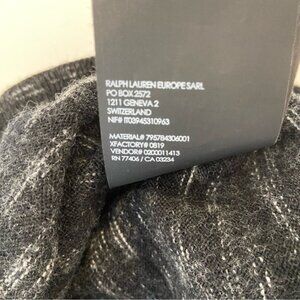 RALPH LAUREN EUROPE SARL
PO BOX 2572
1211 GENEVA 2
SWITZERLAND
NIF# IT03945310963
MATERIAL# 795784306001
XFACTORY# 0819
VENDOR# 0200011413
RN 77406 / CA 03234